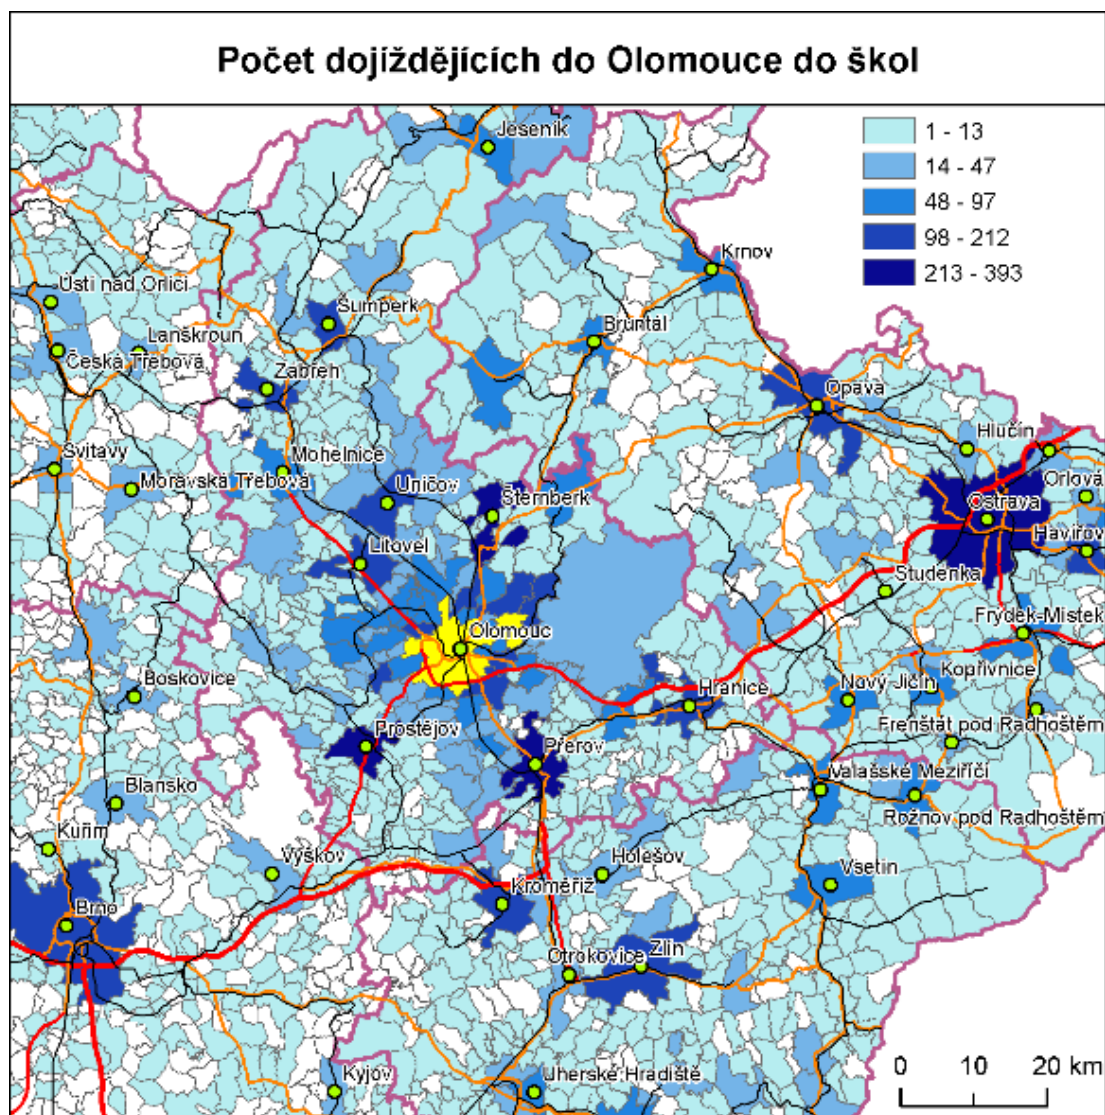 Počet dojíždějících do Olomouce do škol
Jeseník
1 - 13
14 - 47
48 - 97
98 - 212
213 - 393
Krnov
Ústí nad Orlicí
Šumperk
Lanškroun
Bruntál
Česká Třebová
Zábřeh
Opava
Hlučín
Svitavy
Mohelnice
Moravská Třebová
Uničov
Šternberk
Orlová
Ostrava
Litovel
Havířov
Studénka
Olomouc
Frýdek-Místek
Boskovice
Kopřivnice
Hranice
Nový Jičín
Prostějov
Frenštát pod Radhoštěm
Přerov
Valašské Meziříčí
Blansko
Rožnov pod Radhoštěm
Kuřim
Vyškov
Holešov
Vsetín
Kroměříž
Brno
Zlín
Otrokovice
Kyjov
Uherské Hradiště
0 10 20 km